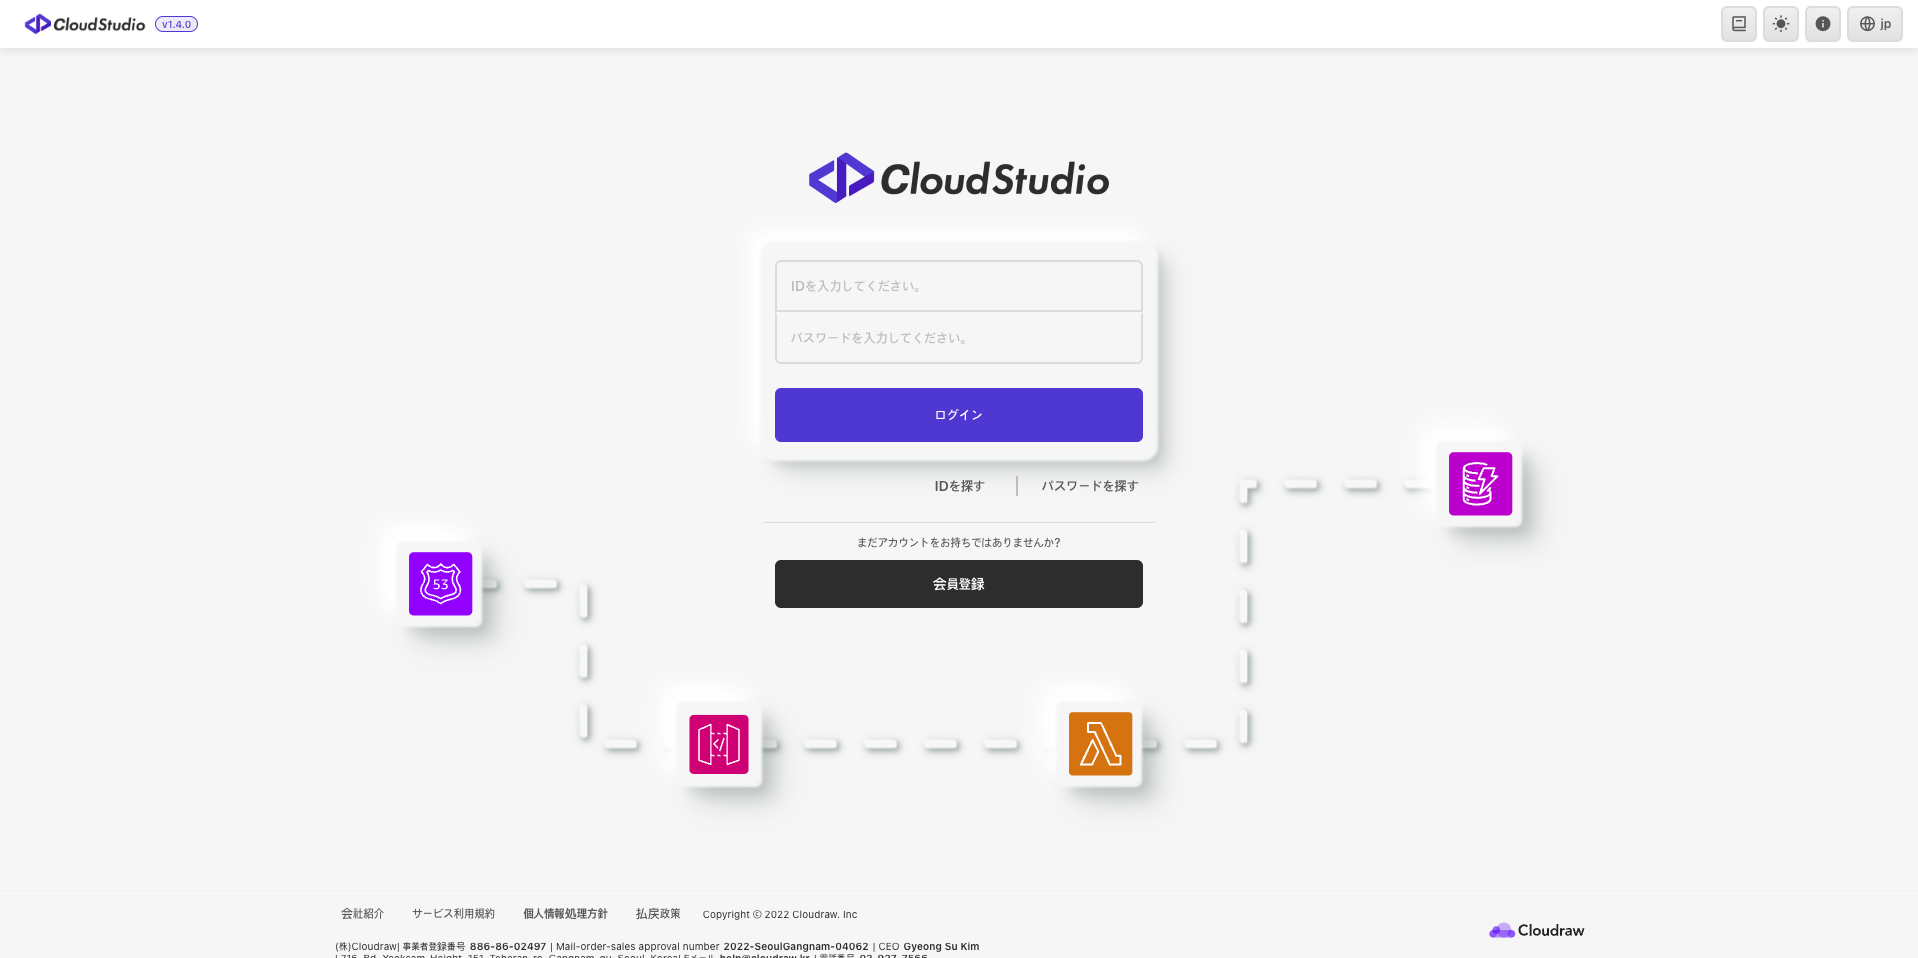 CloudStudio v1.4.0 jp
CloudStudio
IDを入力してください。
パスワードを入力してください。
ログイン
IDを探す パスワードを探す
まだアカウントをお持ちではありませんか?
会員登録
53
</>
会社紹介 サービス利用規約 個人情報処理方針 払戻政策 Copyright © 2022 Cloudraw. Inc
Cloudraw
(株)Cloudraw| 事業者登録番号 886-86-02497 | Mail-order-sales approval number 2022-SeoulGangnam-04062 | CEO Gyeong Su Kim